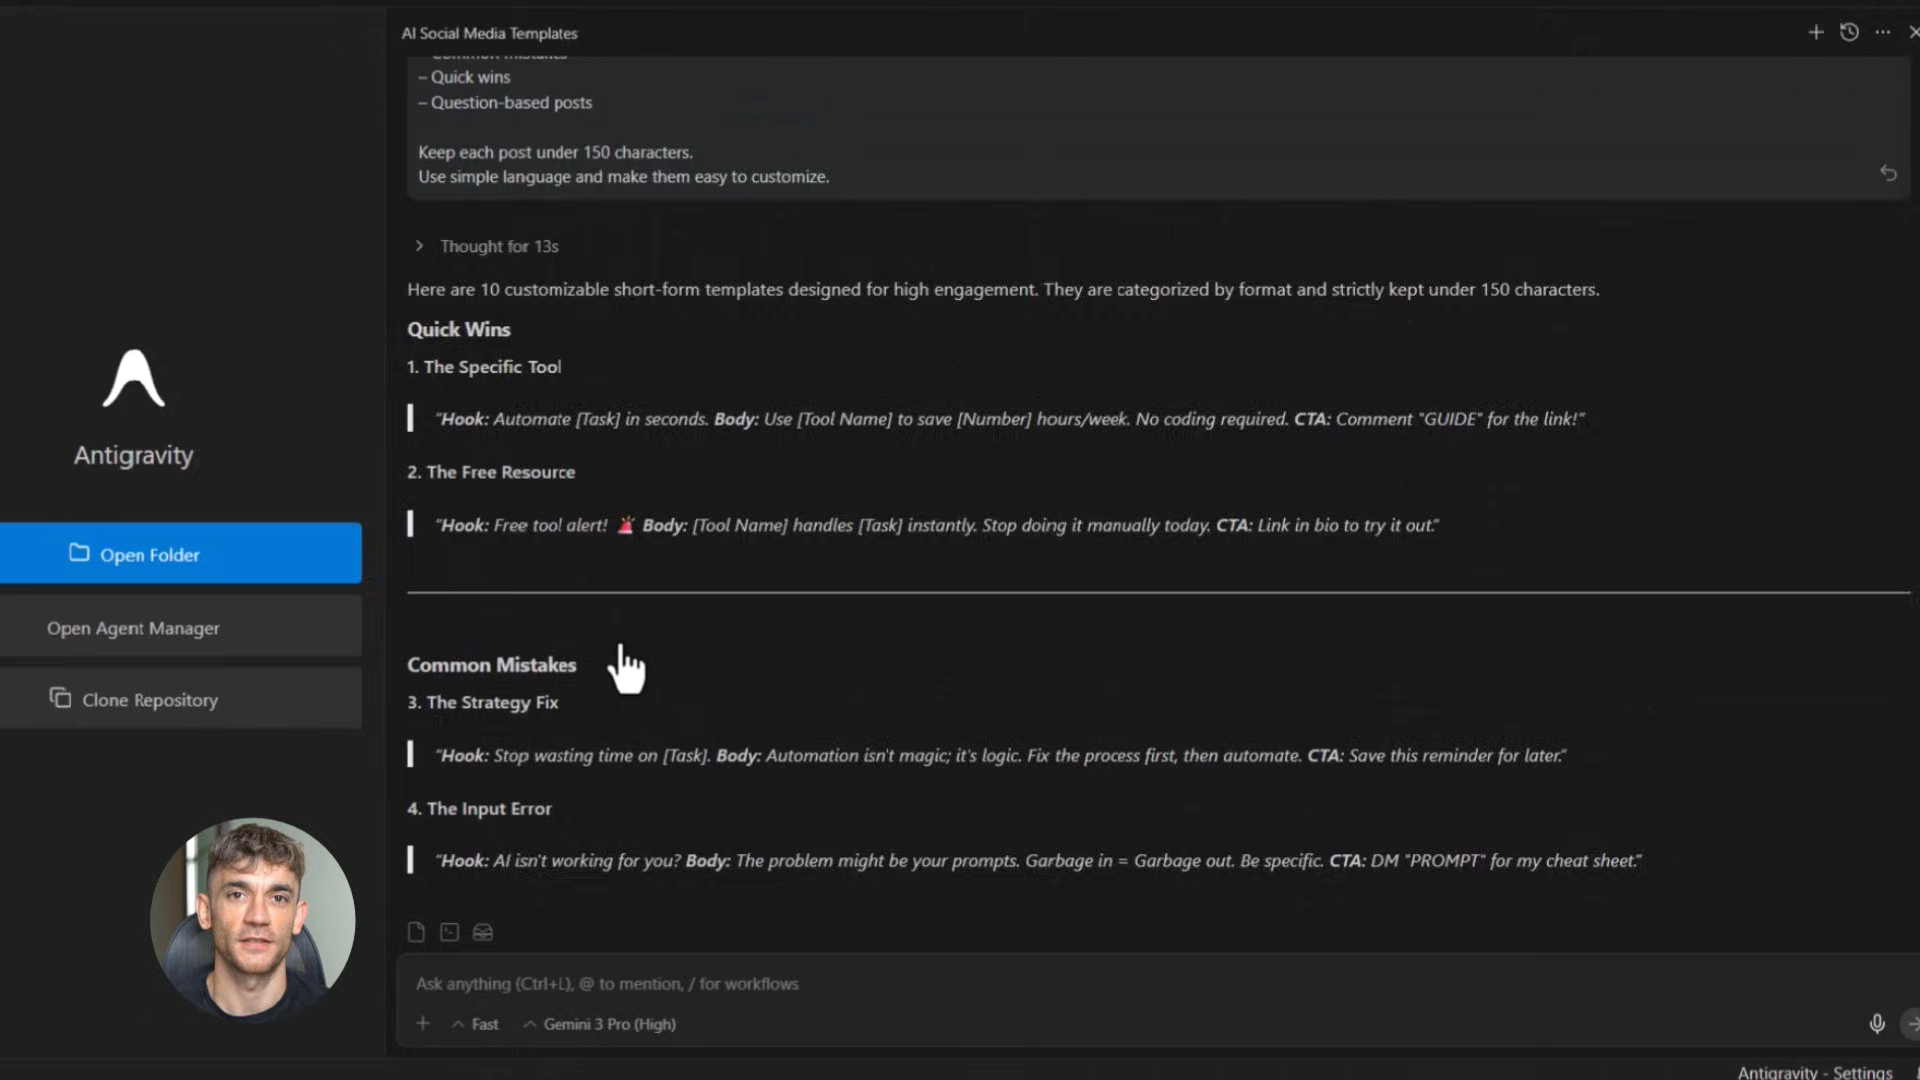 AI Social Media Templates
– Common mistakes
– Quick wins
– Question-based posts
Keep each post under 150 characters.
Use simple language and make them easy to customize.
Thought for 13s
Here are 10 customizable short-form templates designed for high engagement. They are categorized by format and strictly kept under 150 characters.
Quick Wins
1. The Specific Tool
"Hook: Automate [Task] in seconds. Body: Use [Tool Name] to save [Number] hours/week. No coding required. CTA: Comment "GUIDE" for the link!"
2. The Free Resource
"Hook: Free tool alert! 🚨 Body: [Tool Name] handles [Task] instantly. Stop doing it manually today. CTA: Link in bio to try it out."
Common Mistakes
3. The Strategy Fix
"Hook: Stop wasting time on [Task]. Body: Automation isn't magic; it's logic. Fix the process first, then automate. CTA: Save this reminder for later."
4. The Input Error
"Hook: AI isn't working for you? Body: The problem might be your prompts. Garbage in = Garbage out. Be specific. CTA: DM "PROMPT" for my cheat sheet."
Ask anything (Ctrl+L), @ to mention, / for workflows
Fast
Gemini 3 Pro (High)
Antigravity
Open Folder
Open Agent Manager
Clone Repository
Antigravity - Settings